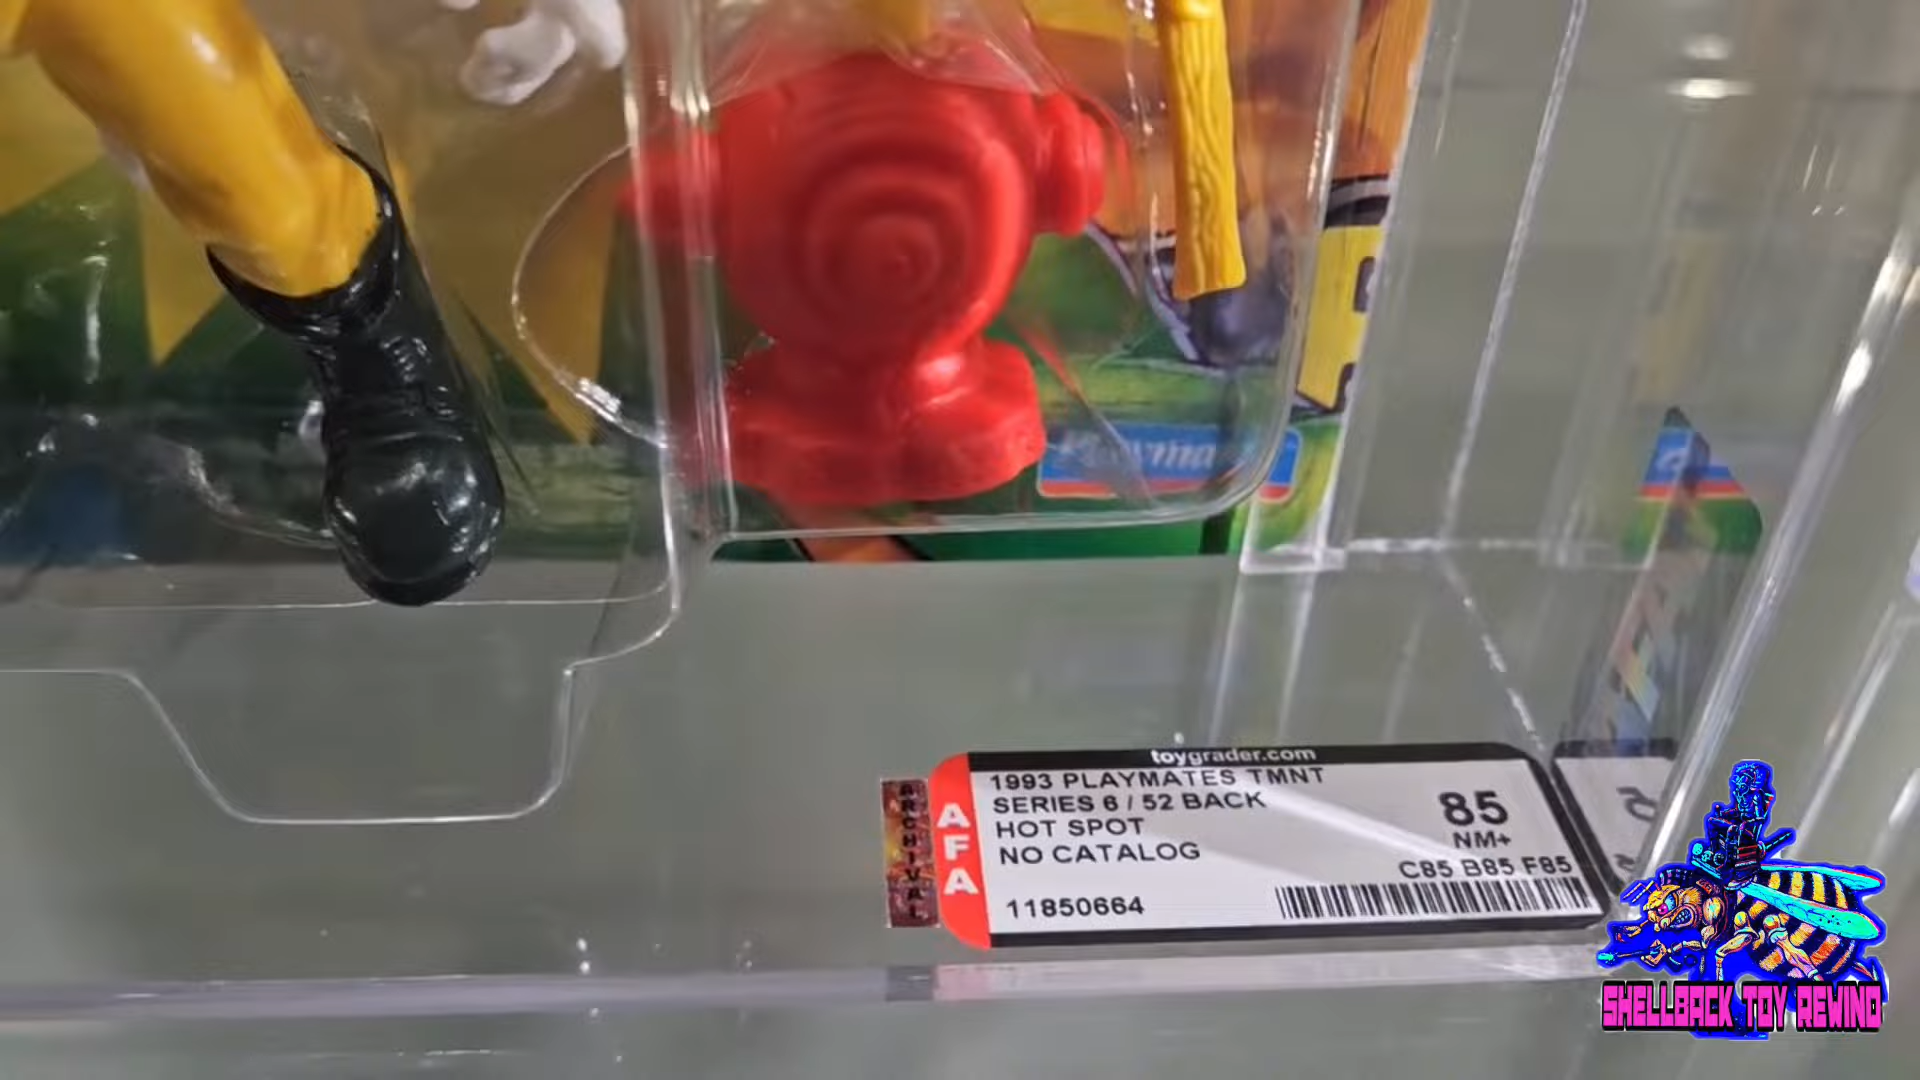 Playma
toygrader.com
1993 PLAYMATES TMNT
SERIES 6 / 52 BACK
HOT SPOT
NO CATALOG
85
NM+
C85 B85 F85
11850664
AFA
ARCHIVAL
SHELLBACK TOY REWIND